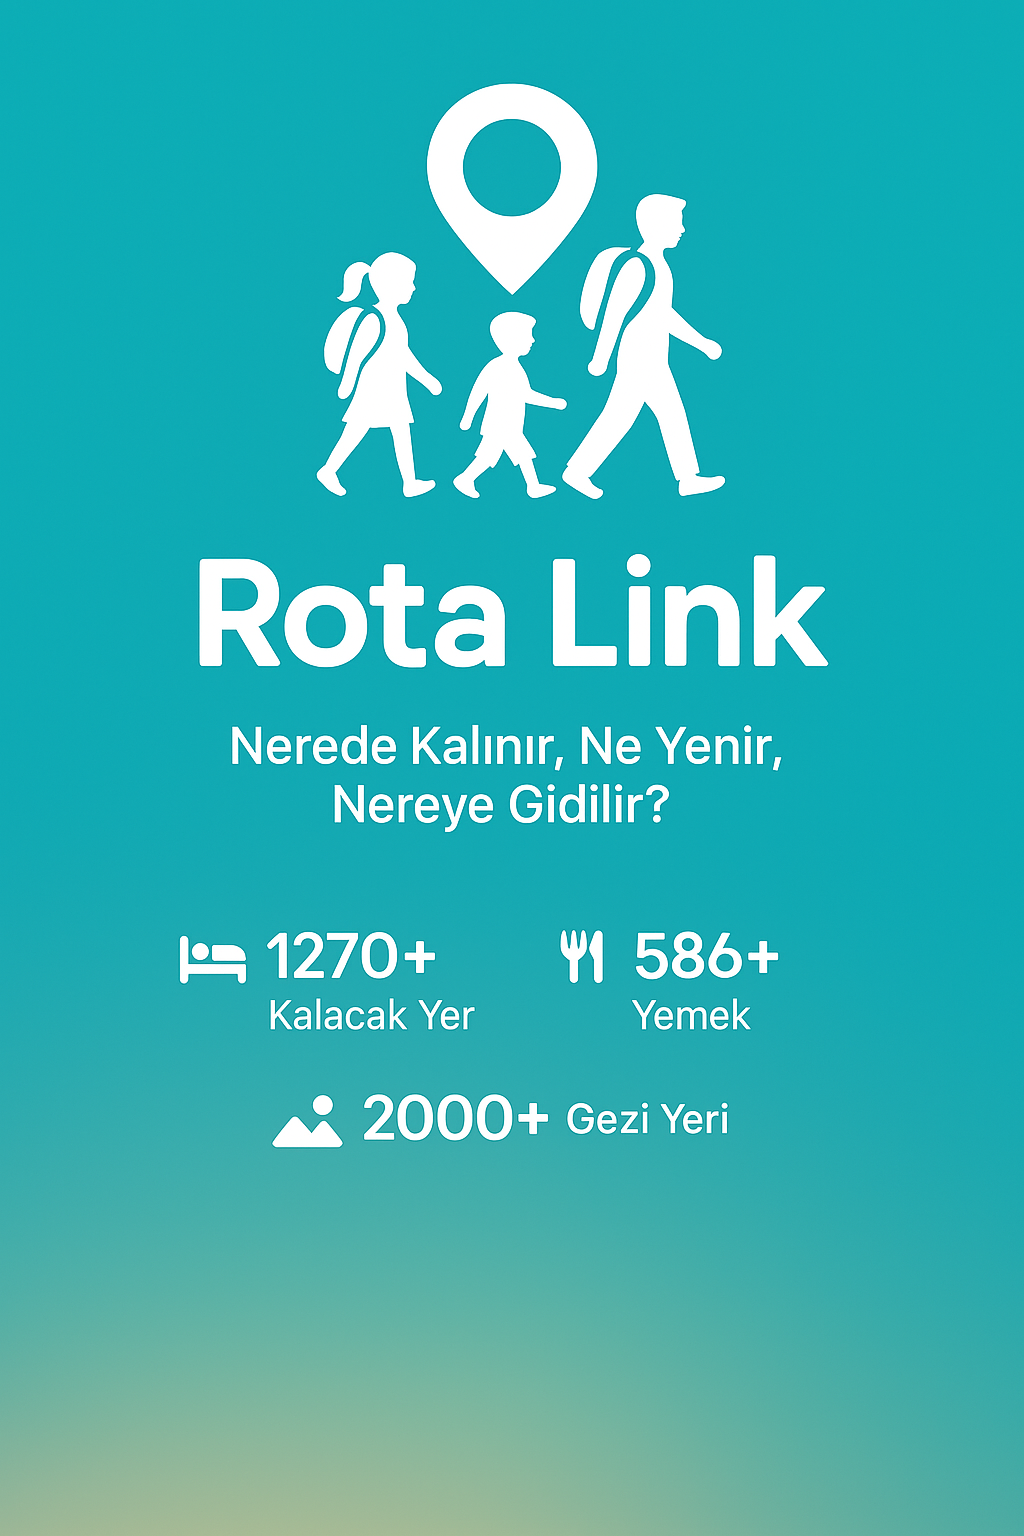 Rota Link
Nerede Kalınır, Ne Yenir,
Nereye Gidilir?
1270+
Kalacak Yer
586+
Yemek
2000+ Gezi Yeri